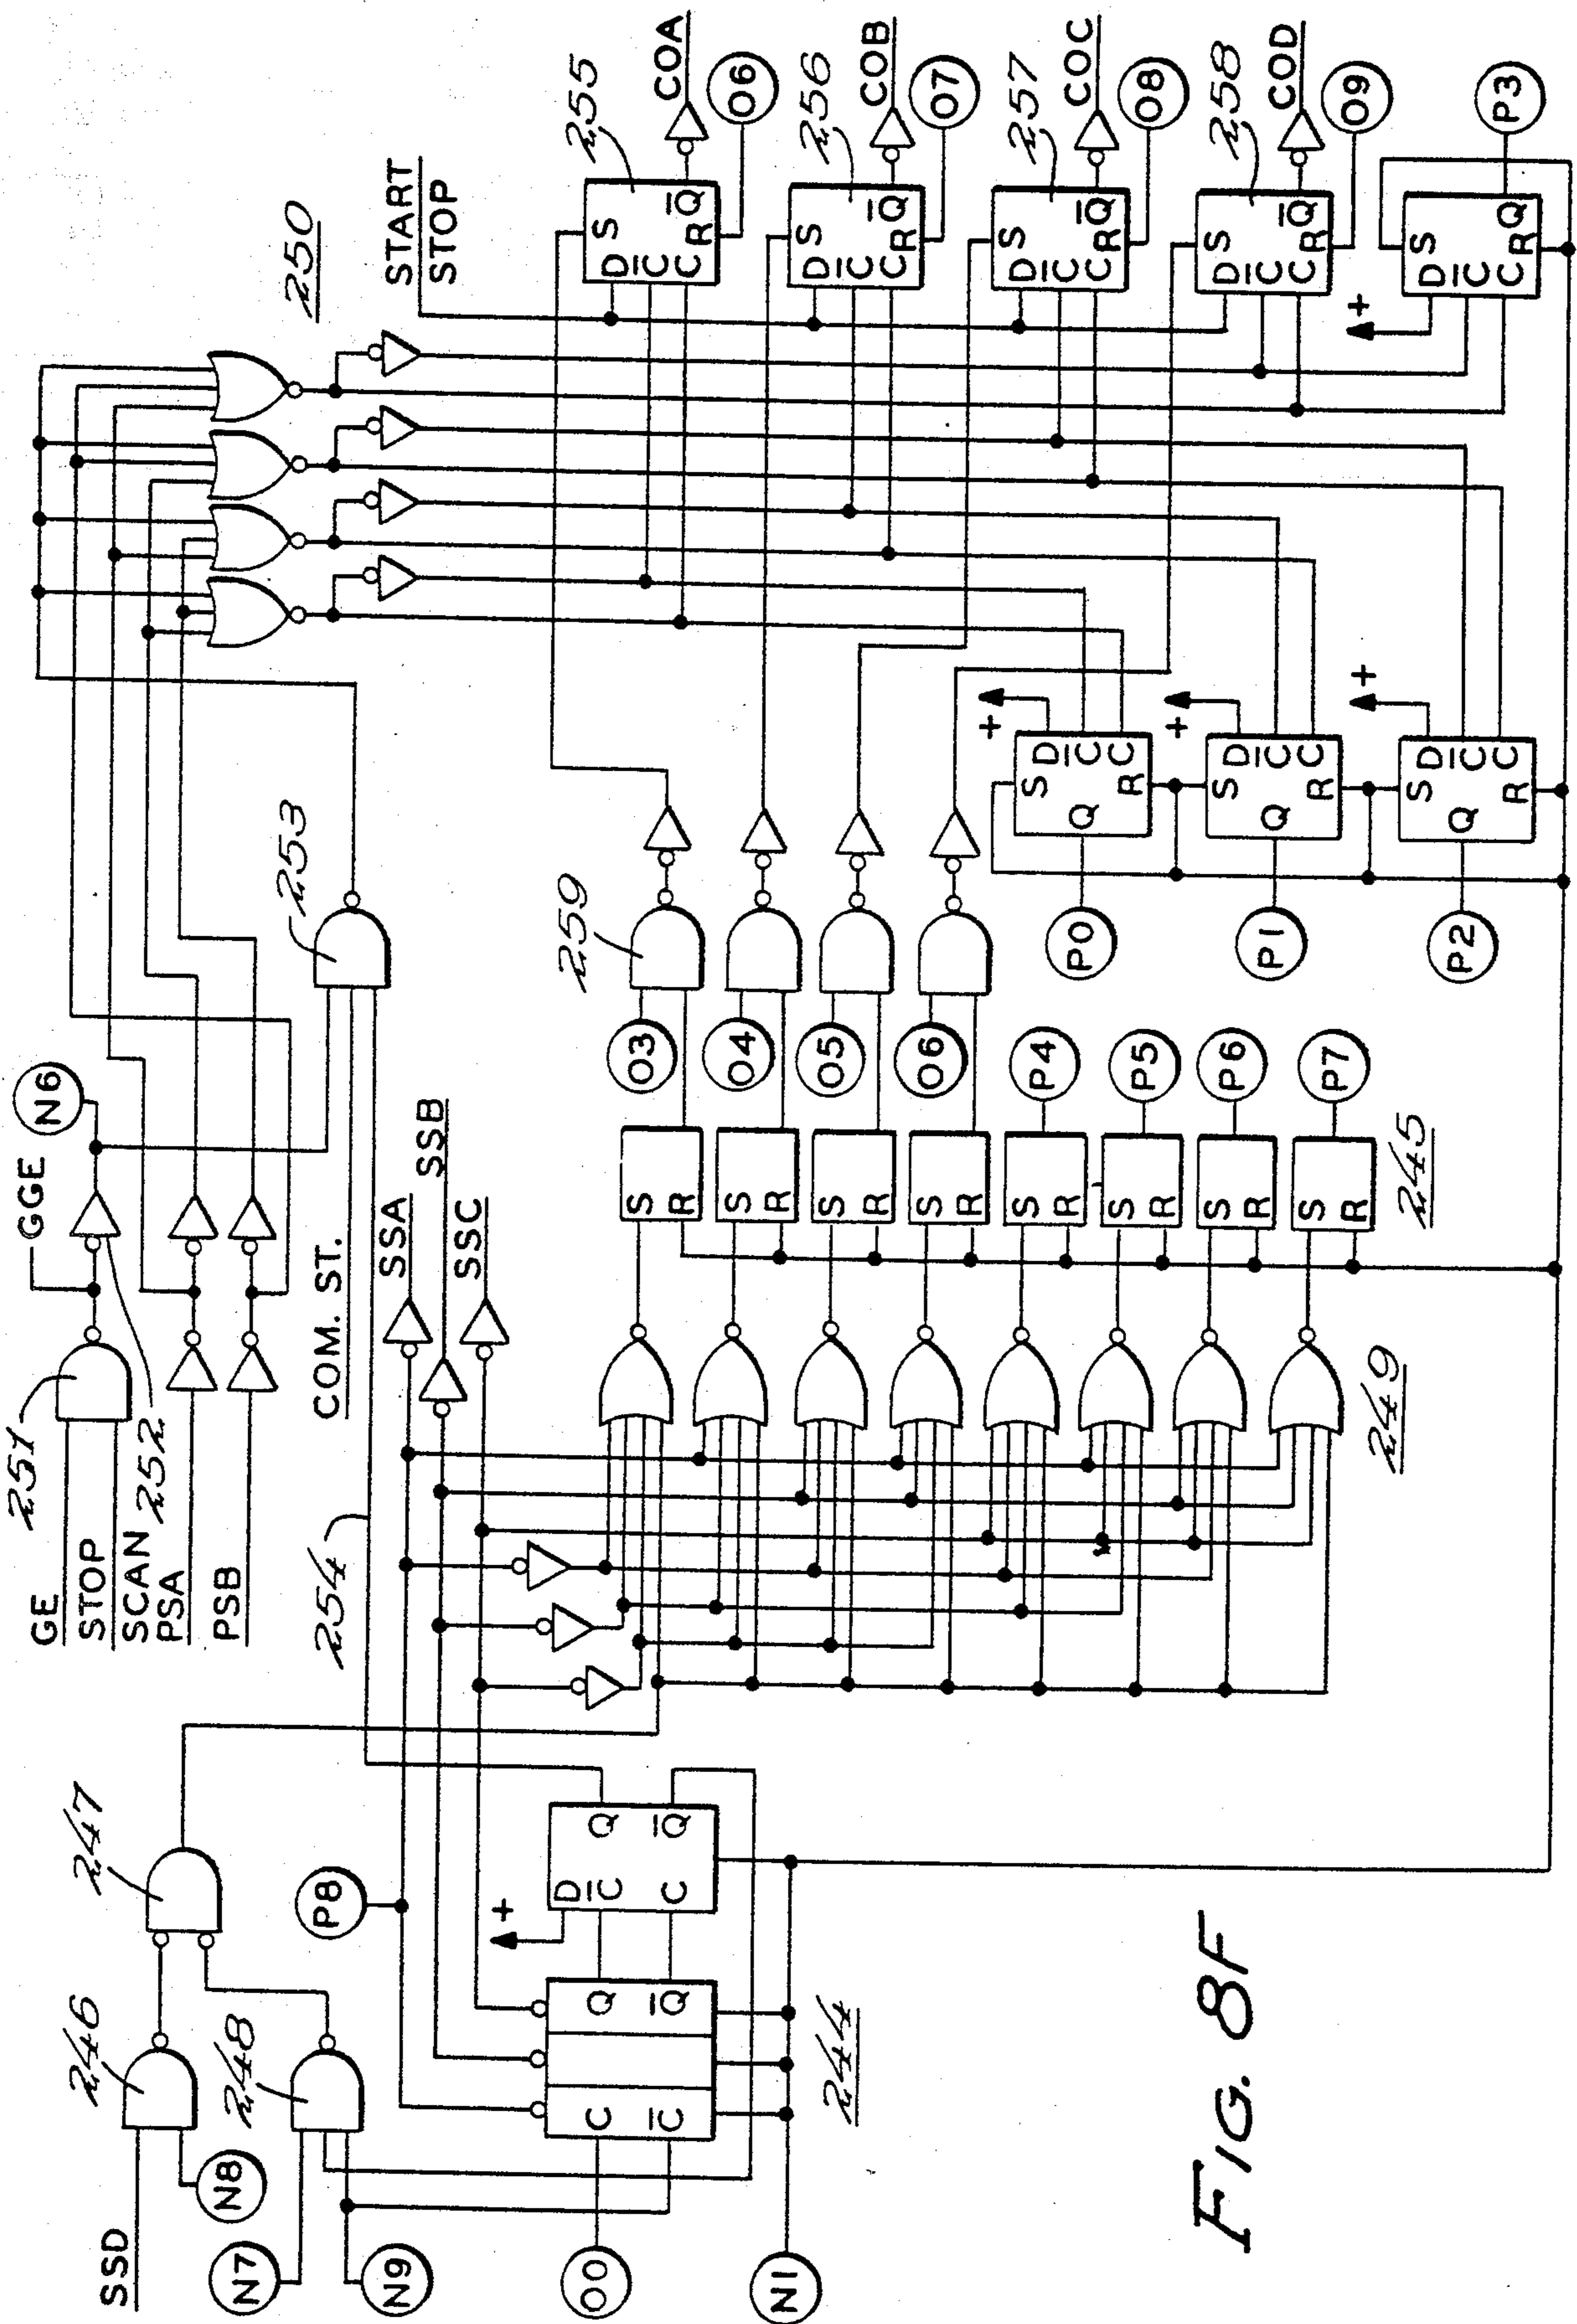 SSD
N8
N7
N9
OO
N1
246
247
248
P8
+
C
C̅
Q
Q̅
D
C̅
C
Q
Q̅
244
GE
STOP
SCAN
PSA
PSB
251
252
GGE
N6
COM. ST.
253
254
SSA
SSB
SSC
249
S
R
S
R
S
R
S
R
S
R
S
R
S
R
S
R
245
O3
O4
O5
O6
P4
P5
P6
P7
259
250
START
STOP
P0
S
D
C̅
C
R
Q
+
P1
S
D
C̅
C
R
Q
+
P2
S
D
C̅
C
R
Q
+
255
S
D
C̅
C
R
Q̅
COA
O6
256
S
D
C̅
C
R
Q̅
COB
O7
257
S
D
C̅
C
R
Q̅
COC
O8
258
S
D
C̅
C
R
Q̅
COD
O9
+
S
D
C̅
C
R
Q
P3
FIG. 8F